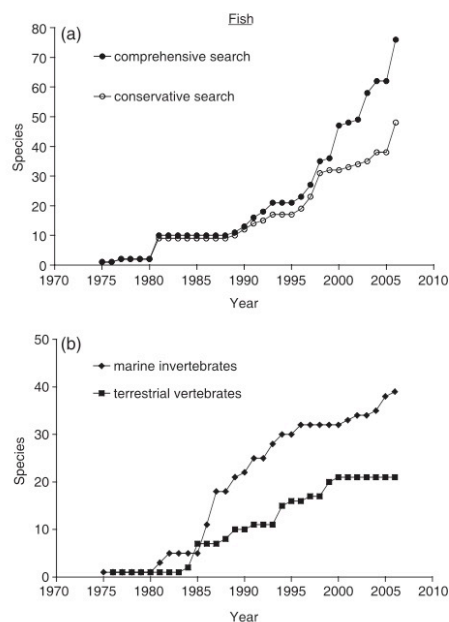 Fish
(a)
80
70
60
50
40
30
20
10
0
comprehensive search
conservative search
Species
1970 1975 1980 1985 1990 1995 2000 2005 2010
Year
(b)
50
40
30
20
10
0
marine invertebrates
terrestrial vertebrates
Species
1970 1975 1980 1985 1990 1995 2000 2005 2010
Year